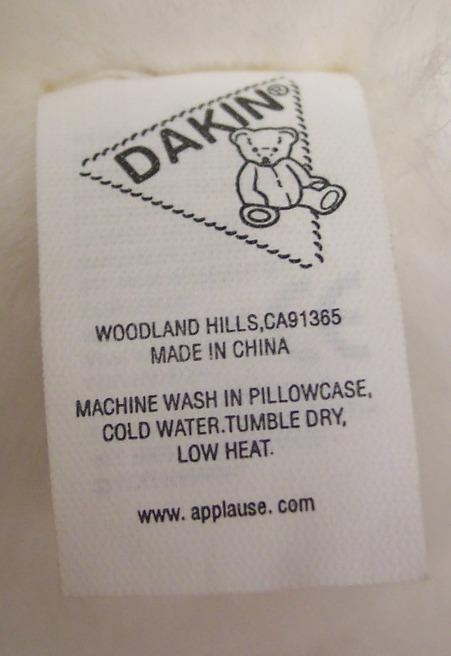 DAKIN®
WOODLAND HILLS,CA91365
MADE IN CHINA
MACHINE WASH IN PILLOWCASE,
COLD WATER.TUMBLE DRY,
LOW HEAT.
www. applause. com